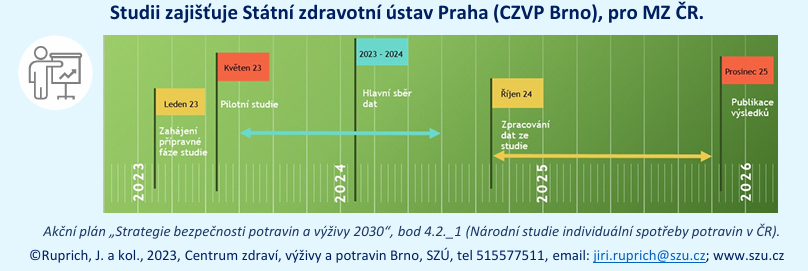 Studii zajišťuje Státní zdravotní ústav Praha (CZVP Brno), pro MZ ČR.
Leden 23
Zahájení
přípravné
fáze studie
Květen 23
Pilotní studie
2023 - 2024
Hlavní sběr
dat
Říjen 24
Zpracování
dat ze
studie
Prosinec 25
Publikace
výsledků
2023
2024
2025
2026
Akční plán „Strategie bezpečnosti potravin a výživy 2030“, bod 4.2._1 (Národní studie individuální spotřeby potravin v ČR).
©Ruprich, J. a kol., 2023, Centrum zdraví, výživy a potravin Brno, SZÚ, tel 515577511, email: jiri.ruprich@szu.cz; www.szu.cz